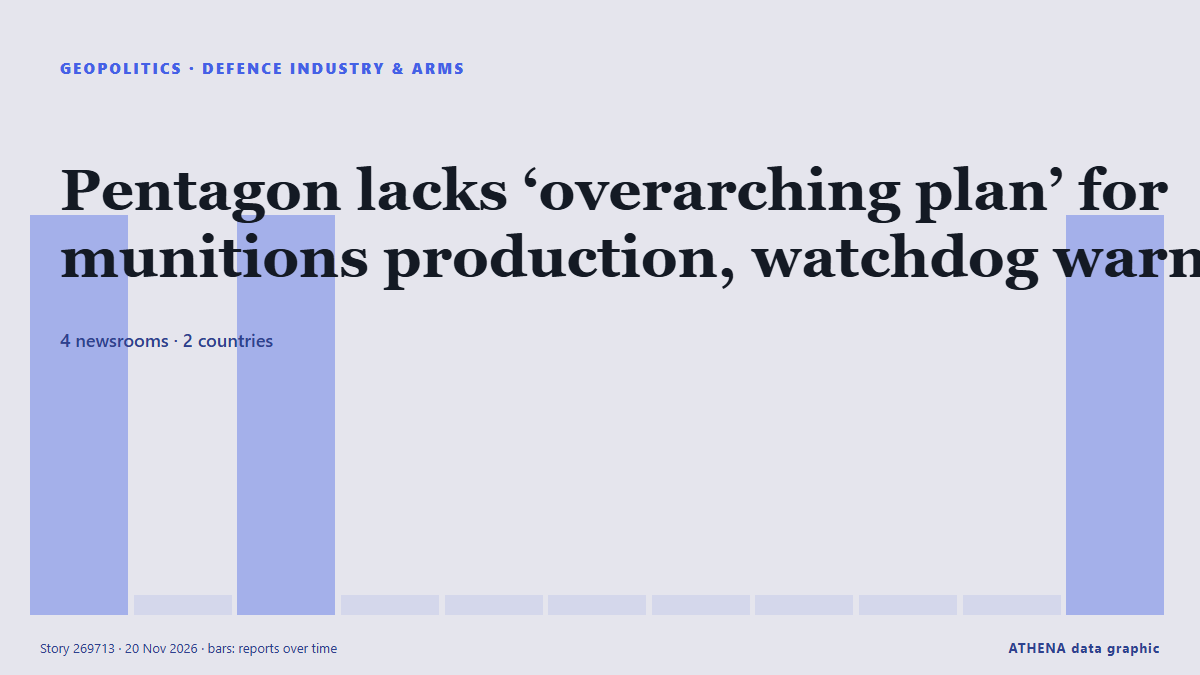 GEOPOLITICS · DEFENCE INDUSTRY & ARMS
Pentagon lacks ‘overarching plan’ for
munitions production, watchdog warn
4 newsrooms · 2 countries
Story 269713 · 20 Nov 2026 · bars: reports over time
ATHENA data graphic